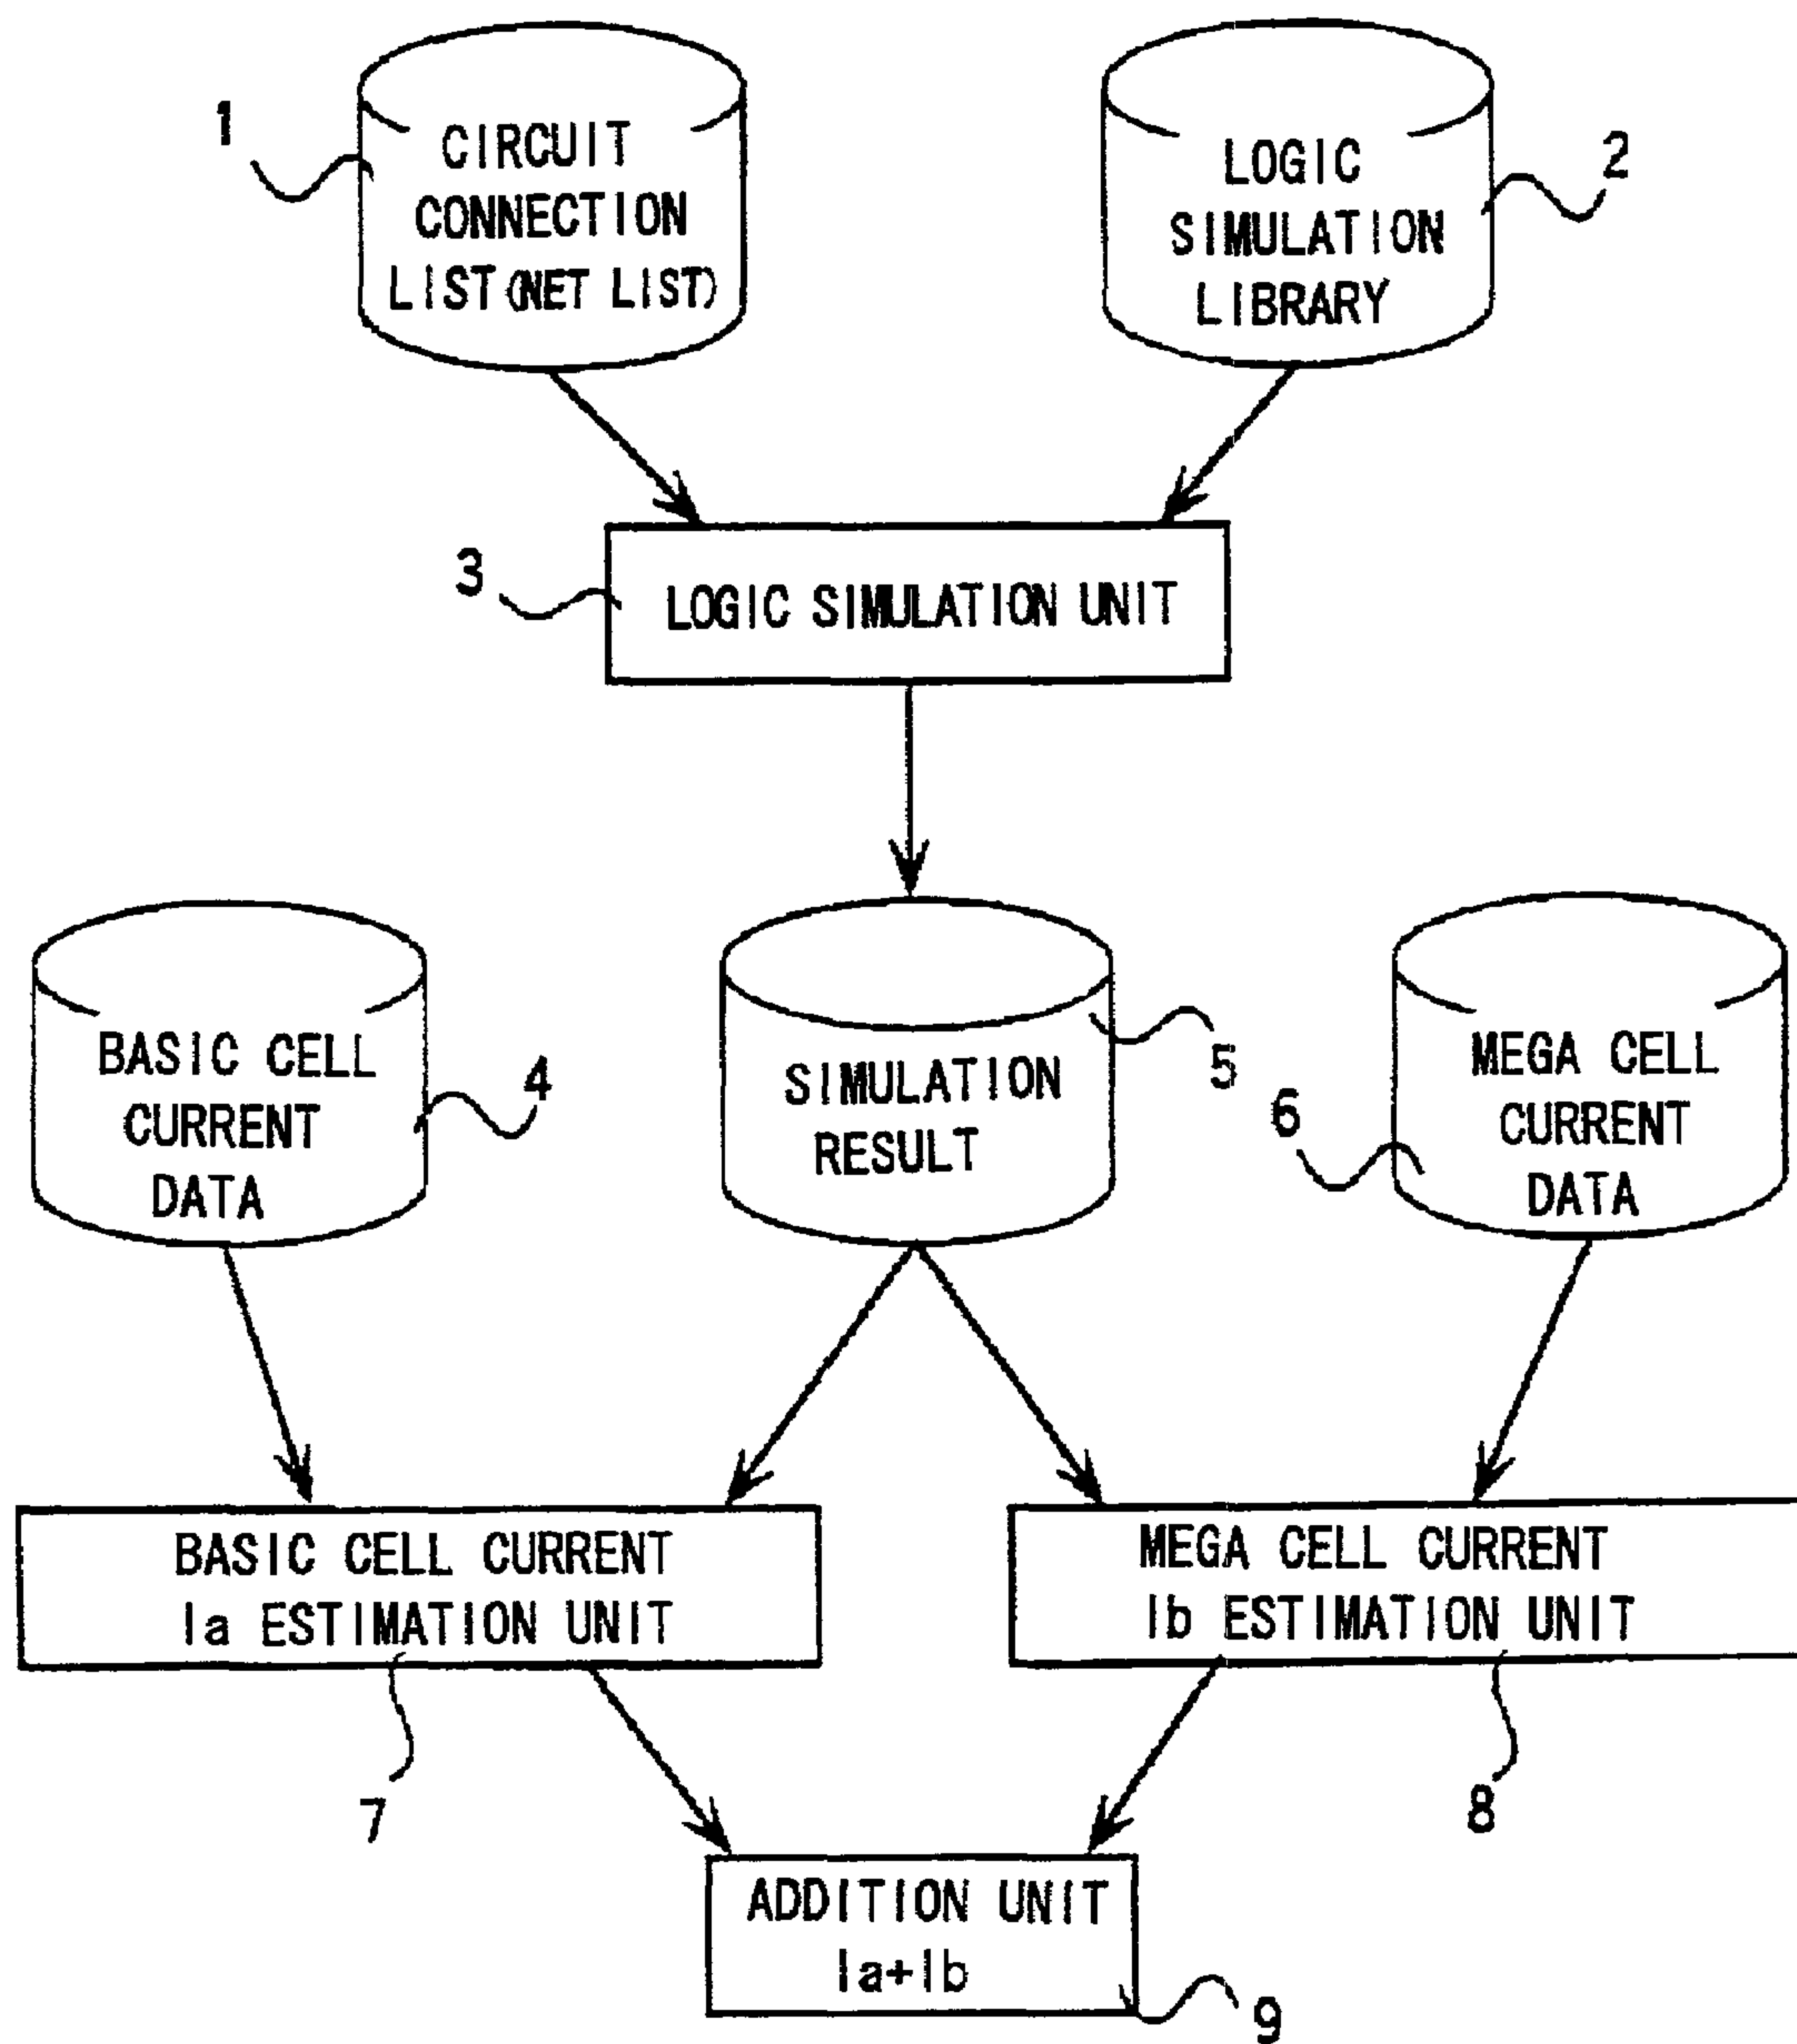 1
CIRCUIT
CONNECTION
LIST(NET LIST)
LOGIC
SIMULATION
LIBRARY
2
3
LOGIC SIMULATION UNIT
BASIC CELL
CURRENT
DATA
4
SIMULATION
RESULT
5
6
MEGA CELL
CURRENT
DATA
BASIC CELL CURRENT
Ia ESTIMATION UNIT
MEGA CELL CURRENT
Ib ESTIMATION UNIT
7
8
ADDITION UNIT
Ia+Ib
9